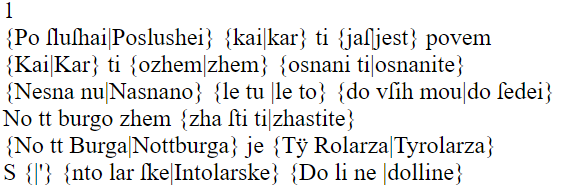 1
{Po ſluſhai|Poslushei} {kai|kar} ti {jaſ|jest} povem
{Kai|Kar} ti {ozhem|zhem} {osnani ti|osnanite}
{Nesna nu|Nasnano} {le tu |le to} {do vſih mou|do ſedei}
No tt burgo zhem {zha ſti ti|zhastite}
{No tt Burga|Nottburga} je {Tÿ Rolarza|Tyrolarza}
S {|'} {nto lar ſke|Intolarske} {Do li ne |dolline}